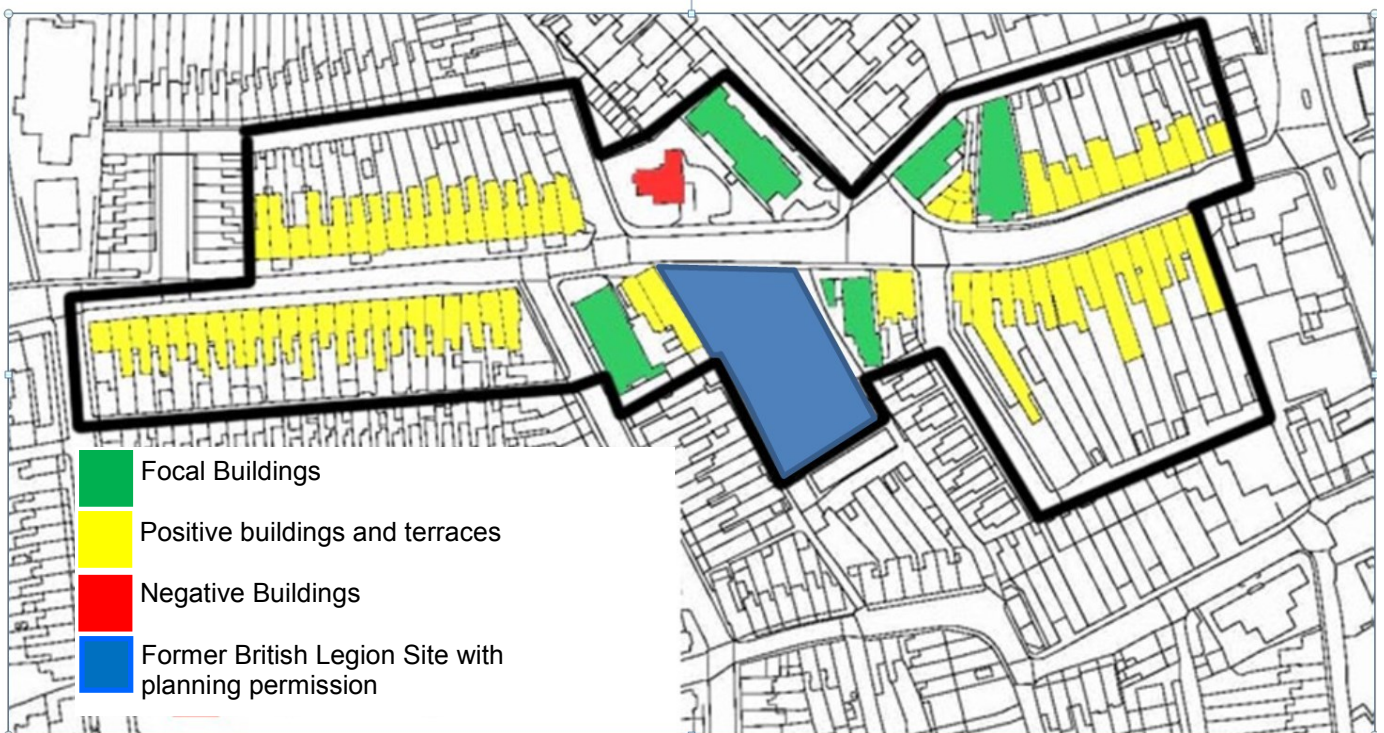 Focal Buildings
Positive buildings and terraces
Negative Buildings
Former British Legion Site with
planning permission